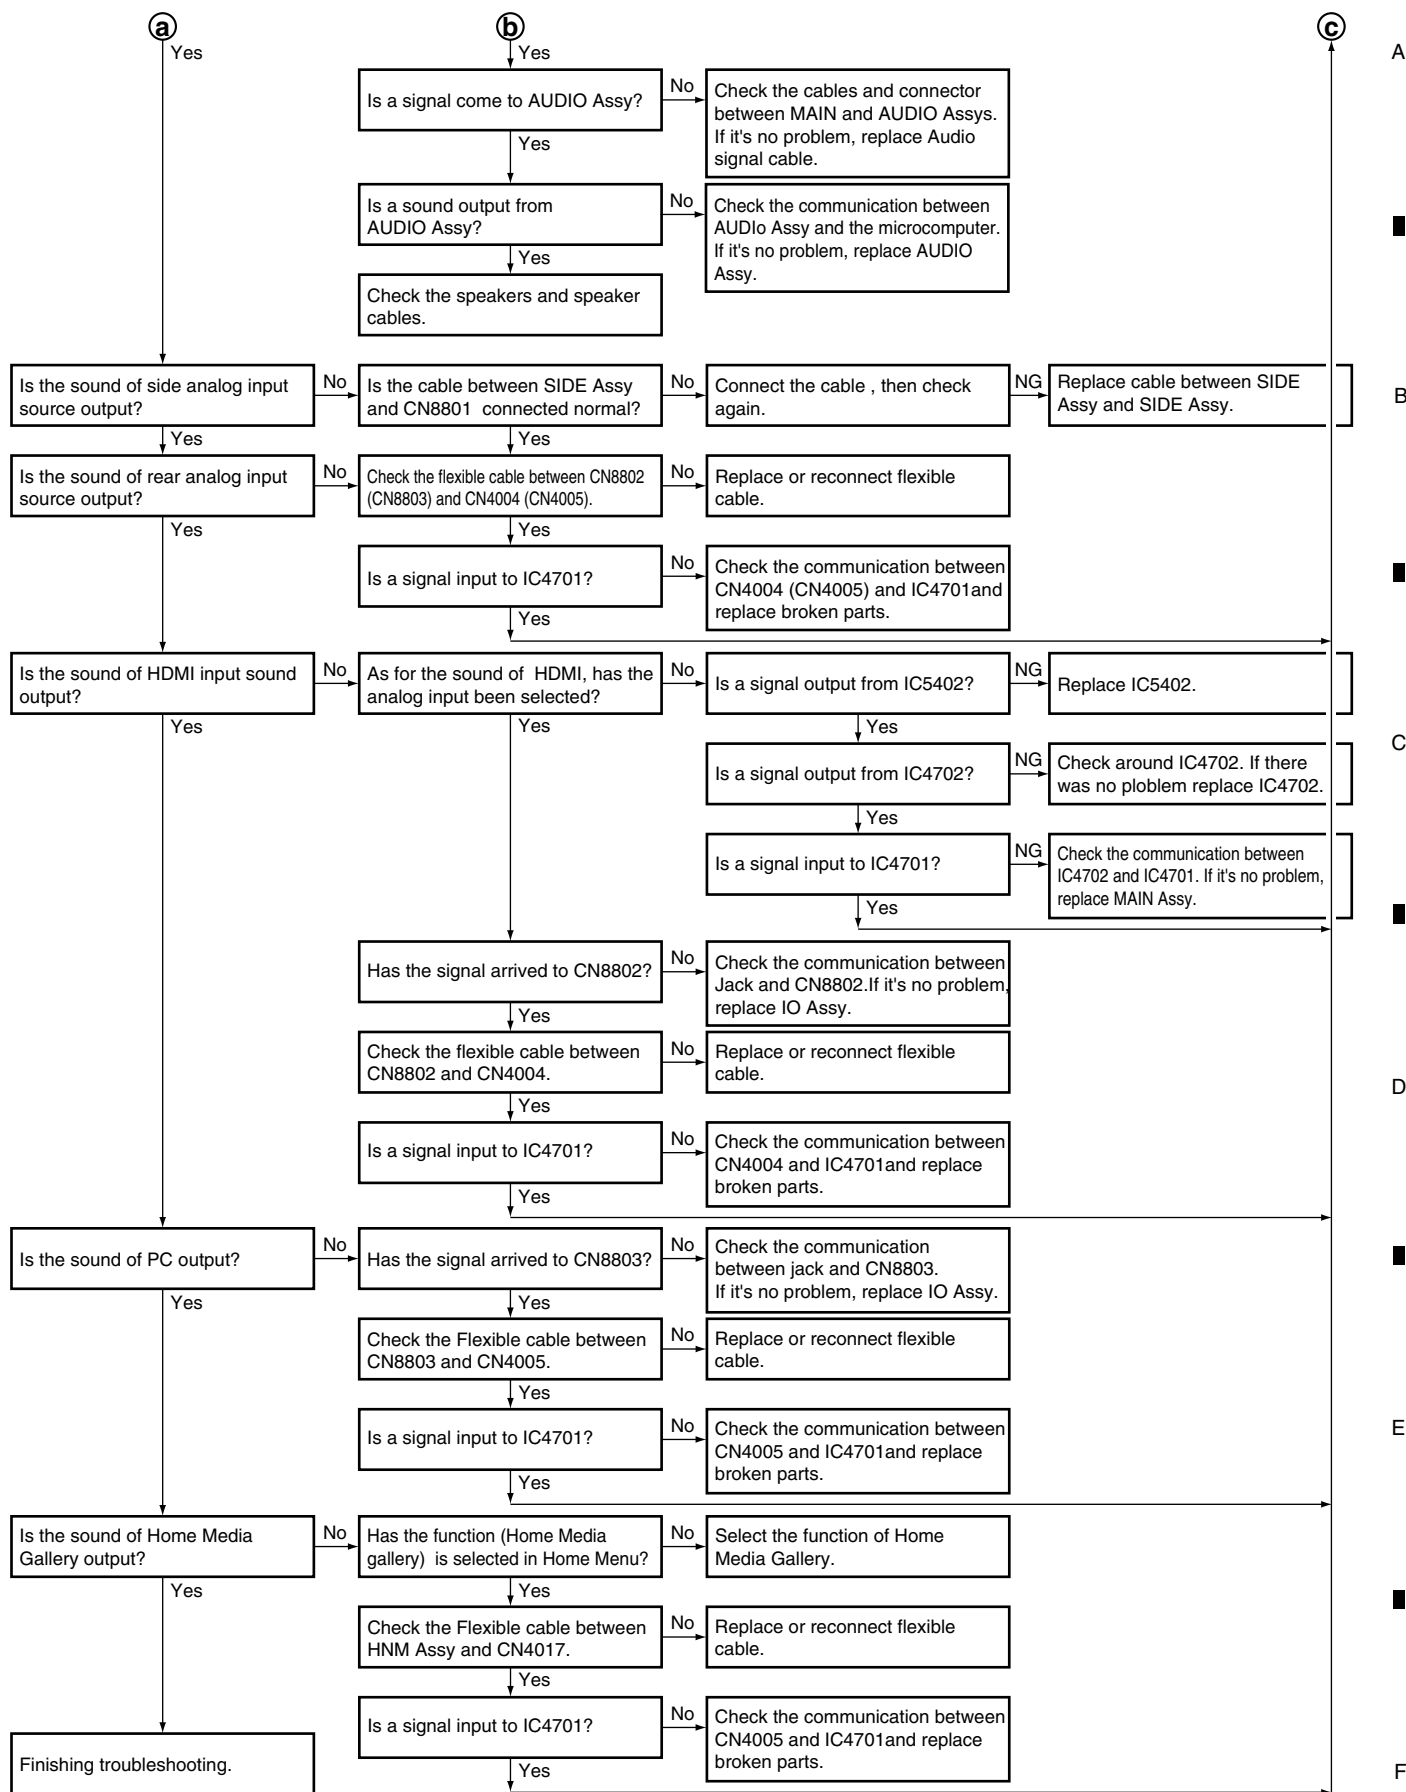 a
b
c
Yes
Yes
A
Is a signal come to AUDIO Assy?
No
Check the cables and connector
between MAIN and AUDIO Assys.
If it's no problem, replace Audio
signal cable.
Yes
Is a sound output from
AUDIO Assy?
No
Check the communication between
AUDIo Assy and the microcomputer.
If it's no problem, replace AUDIO
Assy.
Yes
Check the speakers and speaker
cables.
Is the sound of side analog input
source output?
No
Is the cable between SIDE Assy
and CN8801 connected normal?
No
Connect the cable , then check
again.
NG
Replace cable between SIDE
Assy and SIDE Assy.
B
Yes
Yes
Is the sound of rear analog input
source output?
No
Check the flexible cable between CN8802
(CN8803) and CN4004 (CN4005).
No
Replace or reconnect flexible
cable.
Yes
Yes
Is a signal input to IC4701?
No
Check the communication between
CN4004 (CN4005) and IC4701and
replace broken parts.
Yes
Is the sound of HDMI input sound
output?
No
As for the sound of HDMI, has the
analog input been selected?
No
Is a signal output from IC5402?
NG
Replace IC5402.
Yes
Yes
Yes
C
Is a signal output from IC4702?
NG
Check around IC4702. If there
was no ploblem replace IC4702.
Yes
Is a signal input to IC4701?
NG
Check the communication between
IC4702 and IC4701. If it's no problem,
replace MAIN Assy.
Yes
Has the signal arrived to CN8802?
No
Check the communication between
Jack and CN8802.If it's no problem,
replace IO Assy.
Yes
Check the flexible cable between
CN8802 and CN4004.
No
Replace or reconnect flexible
cable.
D
Yes
Is a signal input to IC4701?
No
Check the communication between
CN4004 and IC4701and replace
broken parts.
Yes
Is the sound of PC output?
No
Has the signal arrived to CN8803?
No
Check the communication
between jack and CN8803.
If it's no problem, replace IO Assy.
Yes
Yes
Check the Flexible cable between
CN8803 and CN4005.
No
Replace or reconnect flexible
cable.
Yes
Is a signal input to IC4701?
No
Check the communication between
CN4005 and IC4701and replace
broken parts.
E
Yes
Is the sound of Home Media
Gallery output?
No
Has the function (Home Media
gallery) is selected in Home Menu?
No
Select the function of Home
Media Gallery.
Yes
Yes
Check the Flexible cable between
HNM Assy and CN4017.
No
Replace or reconnect flexible
cable.
Yes
Is a signal input to IC4701?
No
Check the communication between
CN4005 and IC4701and replace
broken parts.
Finishing troubleshooting.
Yes
F